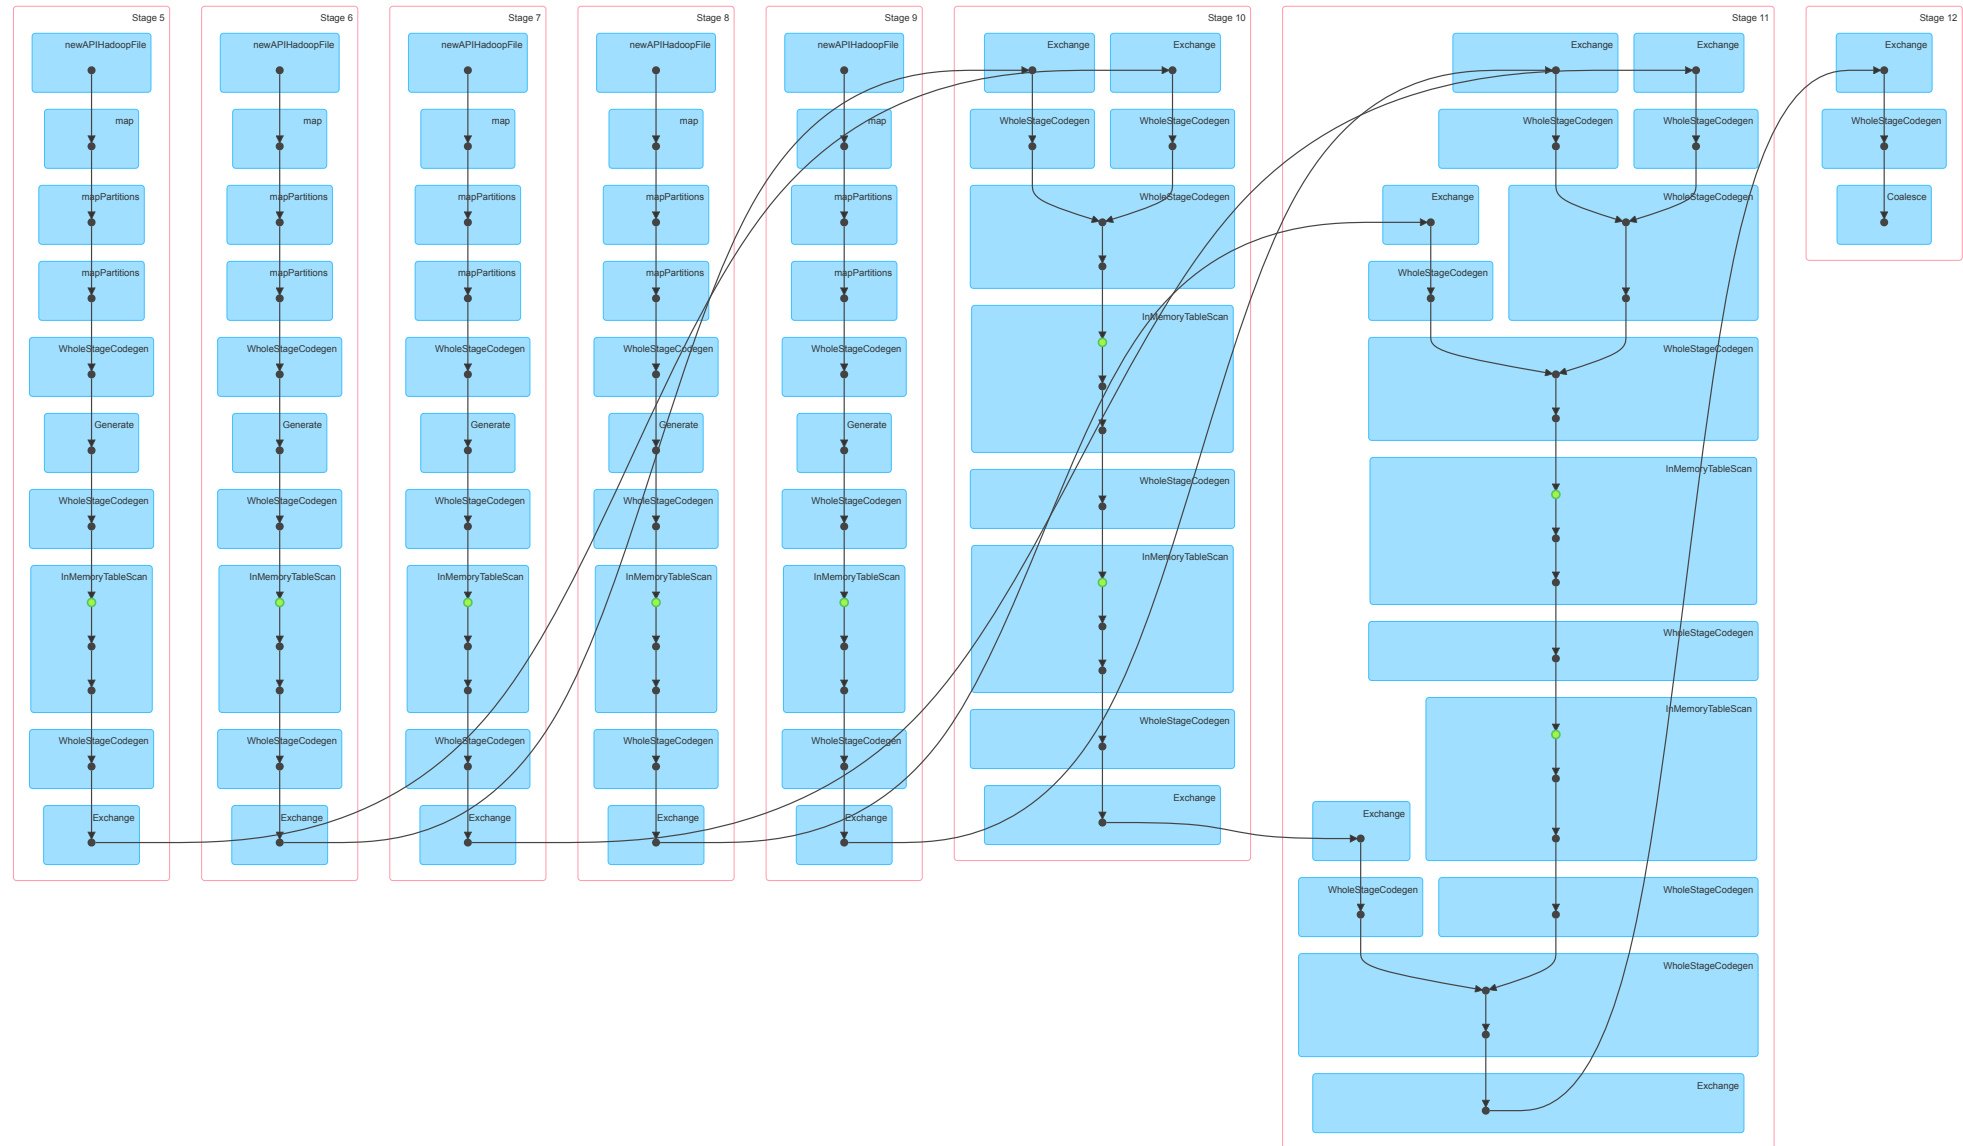 Stage 5
newAPIHadoopFile
map
mapPartitions
mapPartitions
WholeStageCodegen
Generate
WholeStageCodegen
InMemoryTableScan
WholeStageCodegen
Exchange
Stage 6
newAPIHadoopFile
map
mapPartitions
mapPartitions
WholeStageCodegen
Generate
WholeStageCodegen
InMemoryTableScan
WholeStageCodegen
Exchange
Stage 7
newAPIHadoopFile
map
mapPartitions
mapPartitions
WholeStageCodegen
Generate
WholeStageCodegen
InMemoryTableScan
WholeStageCodegen
Exchange
Stage 8
newAPIHadoopFile
map
mapPartitions
mapPartitions
WholeStageCodegen
Generate
WholeStageCodegen
InMemoryTableScan
WholeStageCodegen
Exchange
Stage 9
newAPIHadoopFile
map
mapPartitions
mapPartitions
WholeStageCodegen
Generate
WholeStageCodegen
InMemoryTableScan
WholeStageCodegen
Exchange
Stage 10
Exchange
Exchange
WholeStageCodegen
WholeStageCodegen
WholeStageCodegen
InMemoryTableScan
WholeStageCodegen
InMemoryTableScan
WholeStageCodegen
Exchange
Stage 11
Exchange
Exchange
WholeStageCodegen
WholeStageCodegen
Exchange
WholeStageCodegen
WholeStageCodegen
WholeStageCodegen
InMemoryTableScan
WholeStageCodegen
InMemoryTableScan
Exchange
WholeStageCodegen
WholeStageCodegen
WholeStageCodegen
Exchange
Stage 12
Exchange
WholeStageCodegen
Coalesce